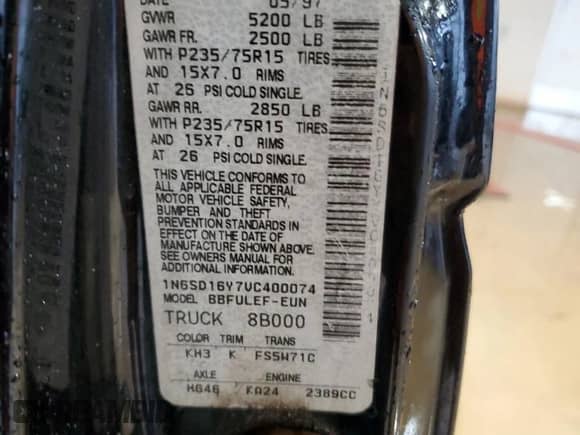 DATE 05/97
GVWR 5200 LB
GAWR FR. 2500 LB
WITH P235/75R15 TIRES
AND 15X7.0 RIMS
AT 26 PSI COLD SINGLE.
GAWR RR. 2850 LB
WITH P235/75R15 TIRES
AND 15X7.0 RIMS
AT 26 PSI COLD SINGLE.
THIS VEHICLE CONFORMS TO
ALL APPLICABLE FEDERAL
MOTOR VEHICLE SAFETY,
BUMPER AND THEFT
PREVENTION STANDARDS IN
EFFECT ON THE DATE OF
MANUFACTURE SHOWN ABOVE.
SEE OWNERS MANUAL FOR
ADDITIONAL INFORMATION
1N6SD16Y7VC400074
MODEL BBFULEF-EUN
TRUCK 8B000
COLOR TRIM TRANS
KH3 K FS5W71C
AXLE ENGINE
HG46 KA24 2389CC